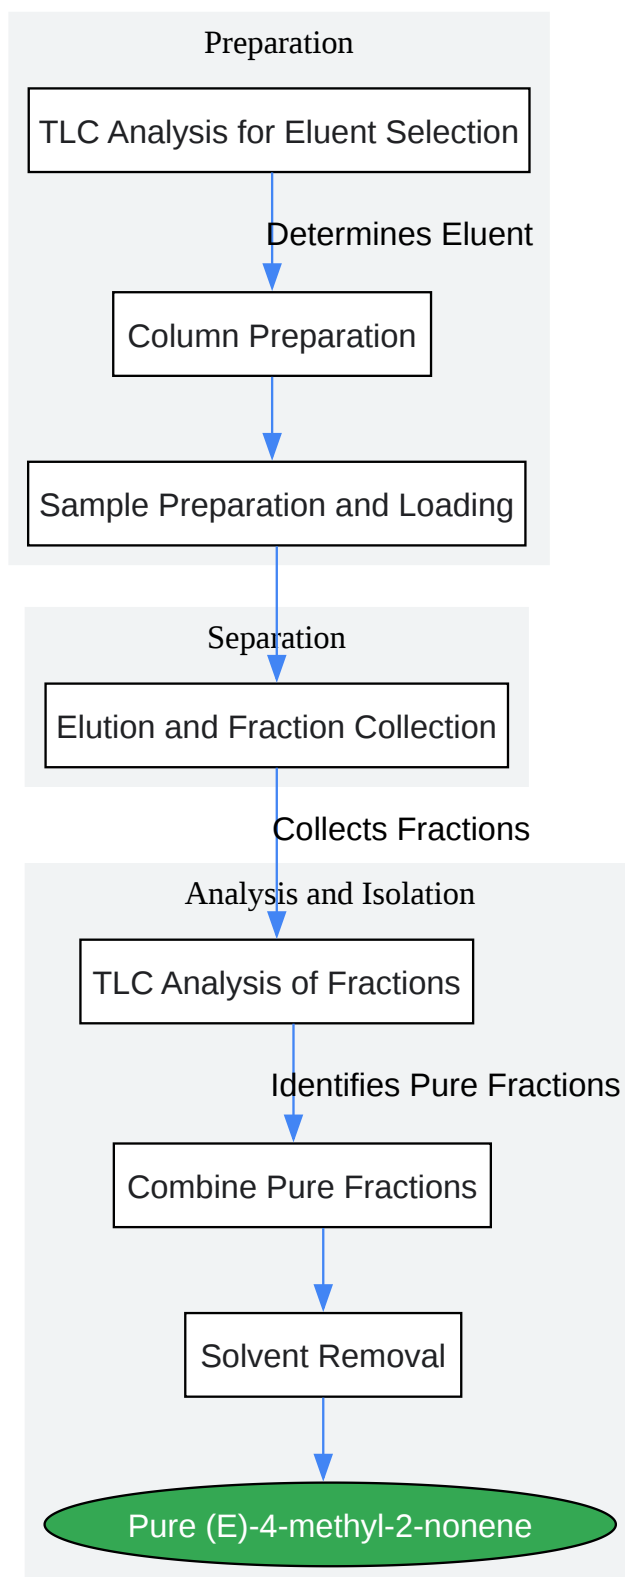 Preparation
TLC Analysis for Eluent Selection
Determines Eluent
Column Preparation
Sample Preparation and Loading
Separation
Elution and Fraction Collection
Collects Fractions
Analysis and Isolation
TLC Analysis of Fractions
Identifies Pure Fractions
Combine Pure Fractions
Solvent Removal
Pure (E)-4-methyl-2-nonene